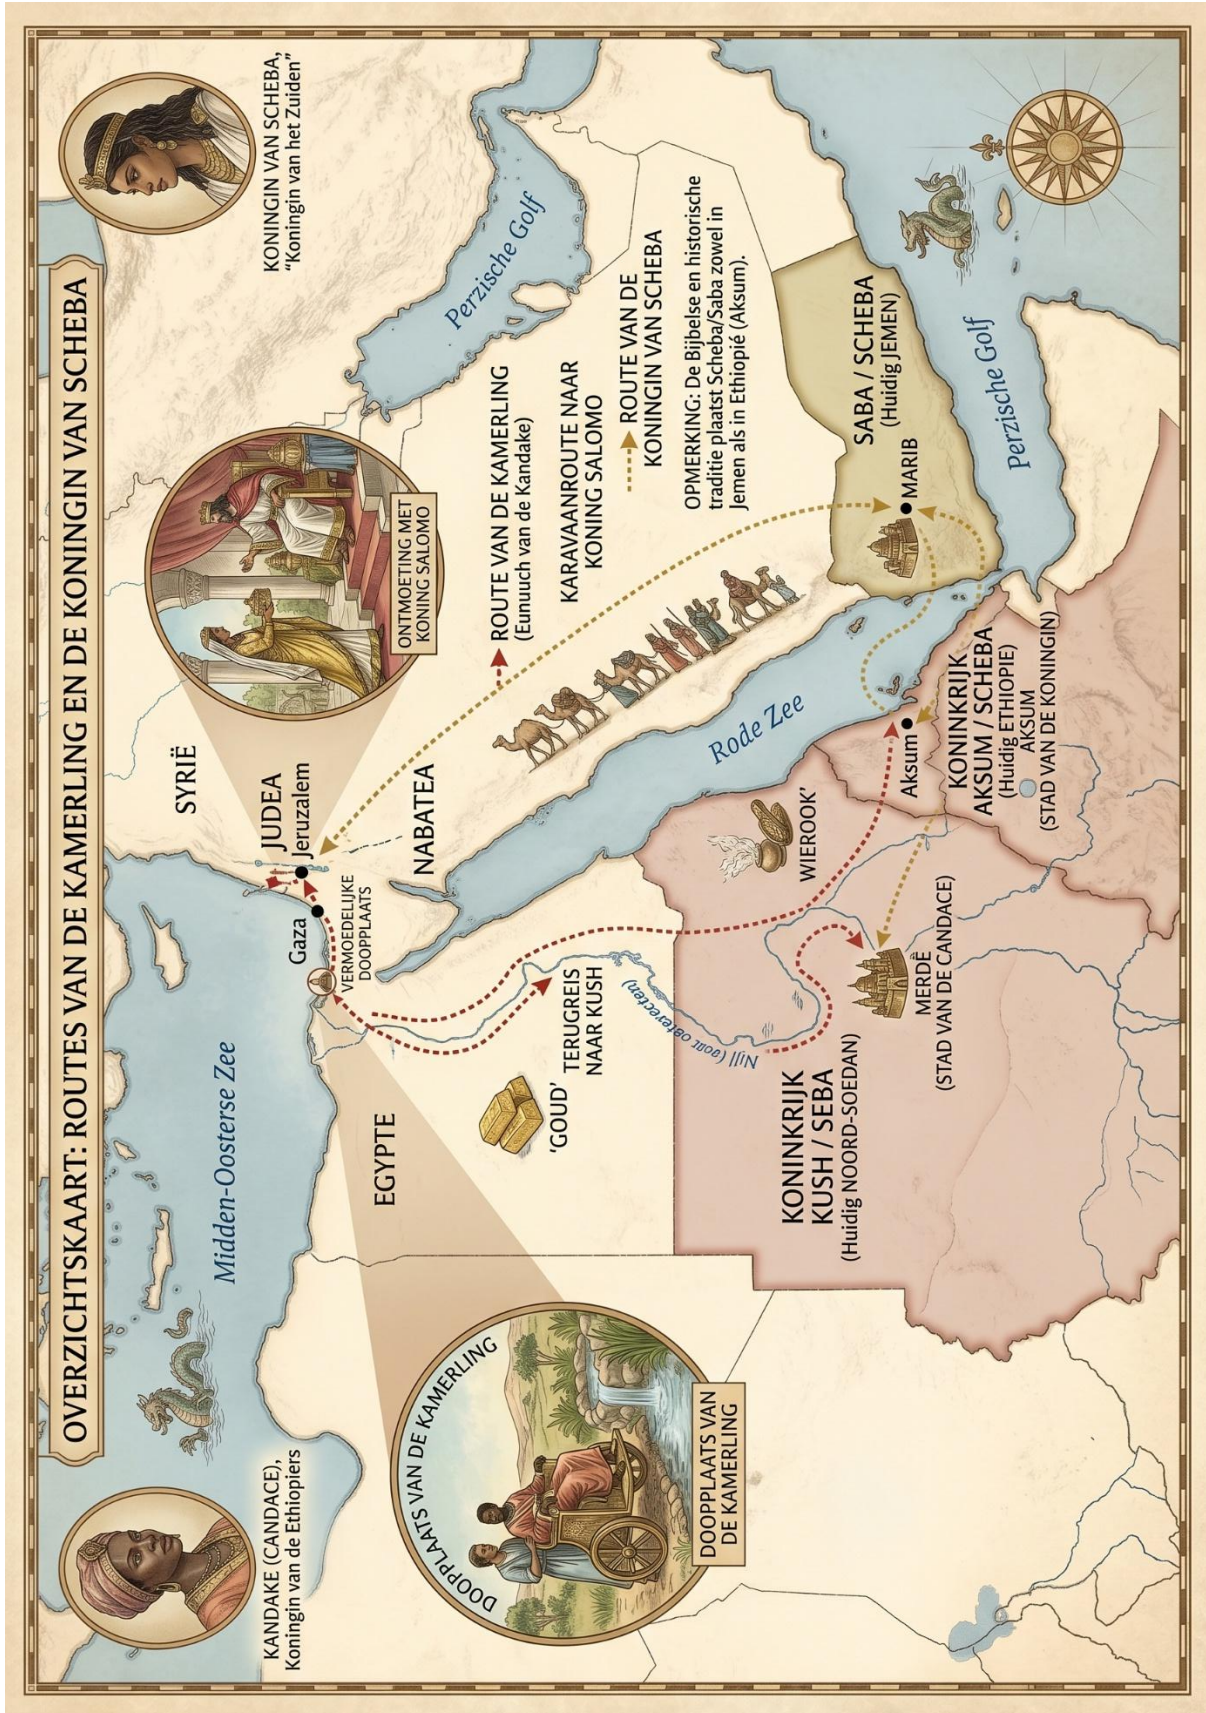 OVERZICHTSKAART: ROUTES VAN DE KAMERLING EN DE KONINGIN VAN SCHEBA
KANDAKE (CANDACE),
Koningin van de Ethiopiers
KONINGIN VAN SCHEBA,
"Koningin van het Zuiden"
Midden-Oosterse Zee
SYRIË
JUDEA
Jeruzalem
Gaza
VERMOEDELIJKE
DOOPPLAATS
NABATEA
EGYPTE
ONTMOETING MET
KONING SALOMO
Perzische Golf
DOOPPLAATS VAN DE KAMERLING
DOOPPLAATS VAN
DE KAMERLING
'GOUD'
TERUGREIS
NAAR KUSH
ROUTE VAN DE KAMERLING
(Eunuuch van de Kandake)
KARAVAANROUTE NAAR
KONING SALOMO
ROUTE VAN DE
KONINGIN VAN SCHEBA
OPMERKING: De Bijbelse en historische
traditie plaatst Scheba/Saba zowel in
Jemen als in Ethiopié (Aksum).
Rode Zee
Nijl
WIEROOK'
KONINKRIJK
KUSH / SEBA
(Huidig NOORD-SOEDAN)
MERDÈ
(STAD VAN DE CANDACE)
Aksum
KONINKRIJK
AKSUM / SCHEBA
(Huidig ETHIOPIE)
AKSUM
(STAD VAN DE KONINGIN)
SABA / SCHEBA
(Huidig JEMEN)
MARIB
Perzische Golf